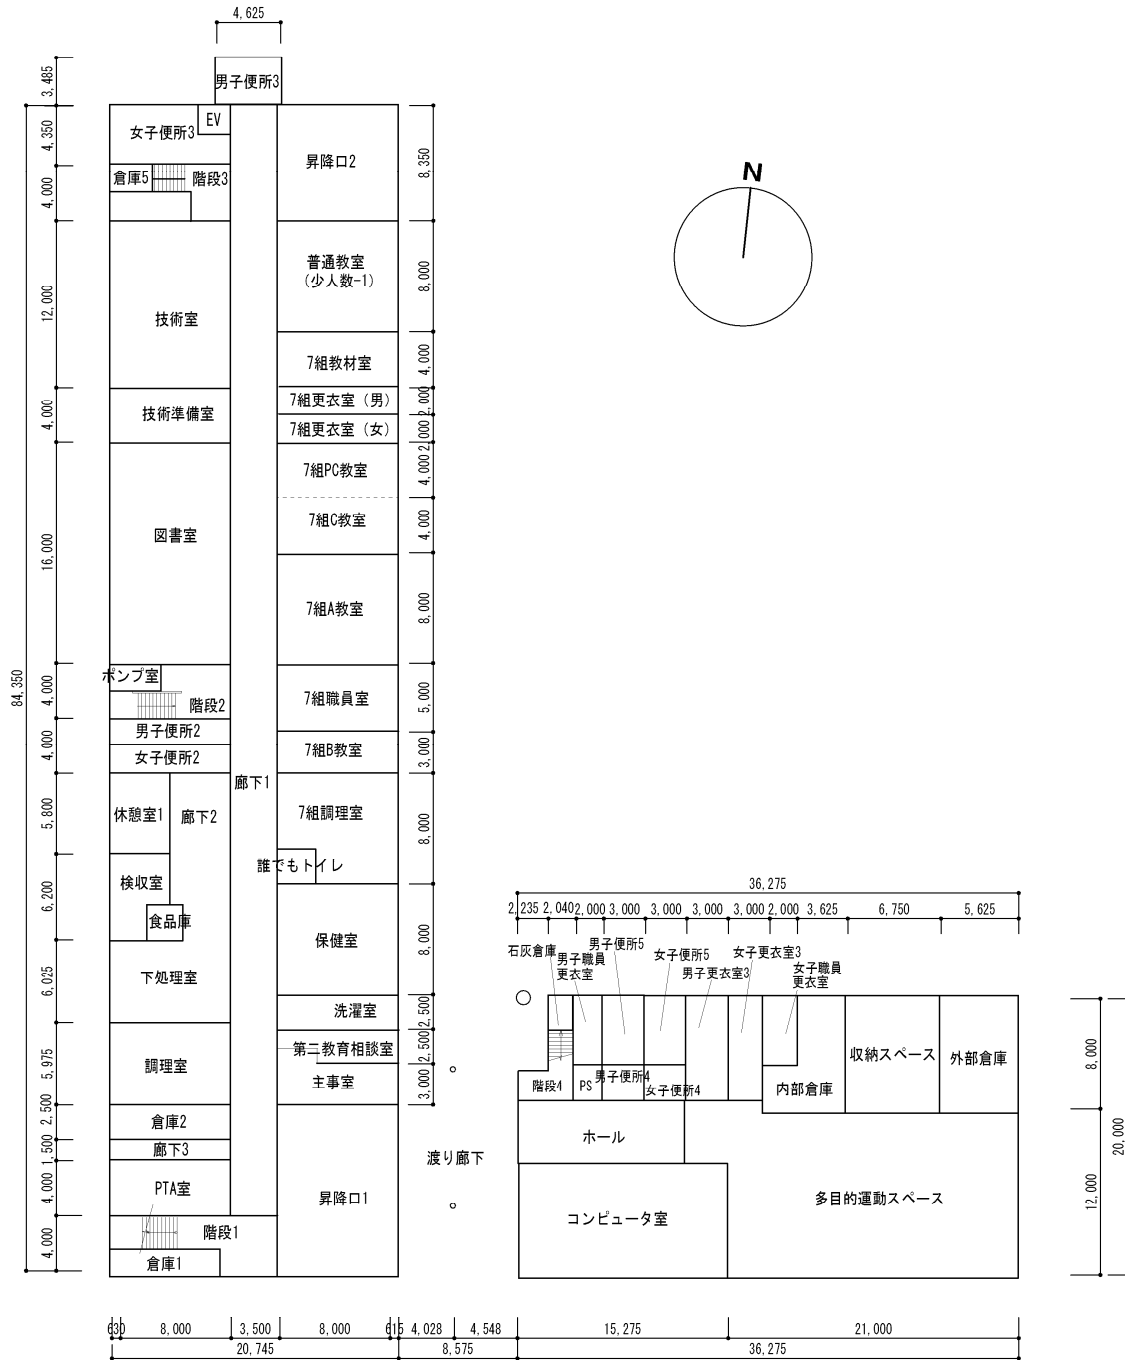 4,625
3,485
男子便所3
84,350
4,350
4,000
12,000
4,000
16,000
4,000
4,000
5,800
6,200
6,025
5,975
2,500
1,500
4,000
4,000
女子便所3
EV
倉庫5
階段3
技術室
技術準備室
図書室
ポンプ室
階段2
男子便所2
女子便所2
休憩室1
廊下2
検収室
食品庫
下処理室
調理室
倉庫2
廊下3
PTA室
階段1
倉庫1
廊下1
昇降口2
普通教室
(少人数-1)
7組教材室
7組更衣室(男)
7組更衣室(女)
7組PC教室
7組C教室
7組A教室
7組職員室
7組B教室
7組調理室
誰でもトイレ
保健室
洗濯室
第二教育相談室
主事室
昇降口1
8,350
8,000
4,000
2,000
2,000
4,000
4,000
8,000
5,000
3,000
8,000
8,000
2,500
2,500
3,000
渡り廊下
N
36,275
2,235 2,040 2,000 3,000 3,000 3,000 3,000 2,000 3,625 6,750 5,625
石灰倉庫
男子職員
更衣室
男子便所5
女子便所5
男子更衣室3
女子更衣室3
女子職員
更衣室
階段4
PS
男子便所4
女子便所4
内部倉庫
収納スペース
外部倉庫
ホール
コンピュータ室
多目的運動スペース
8,000
12,000
20,000
630 8,000 3,500 8,000 615 4,028 4,548 15,275 21,000
20,745 8,575 36,275